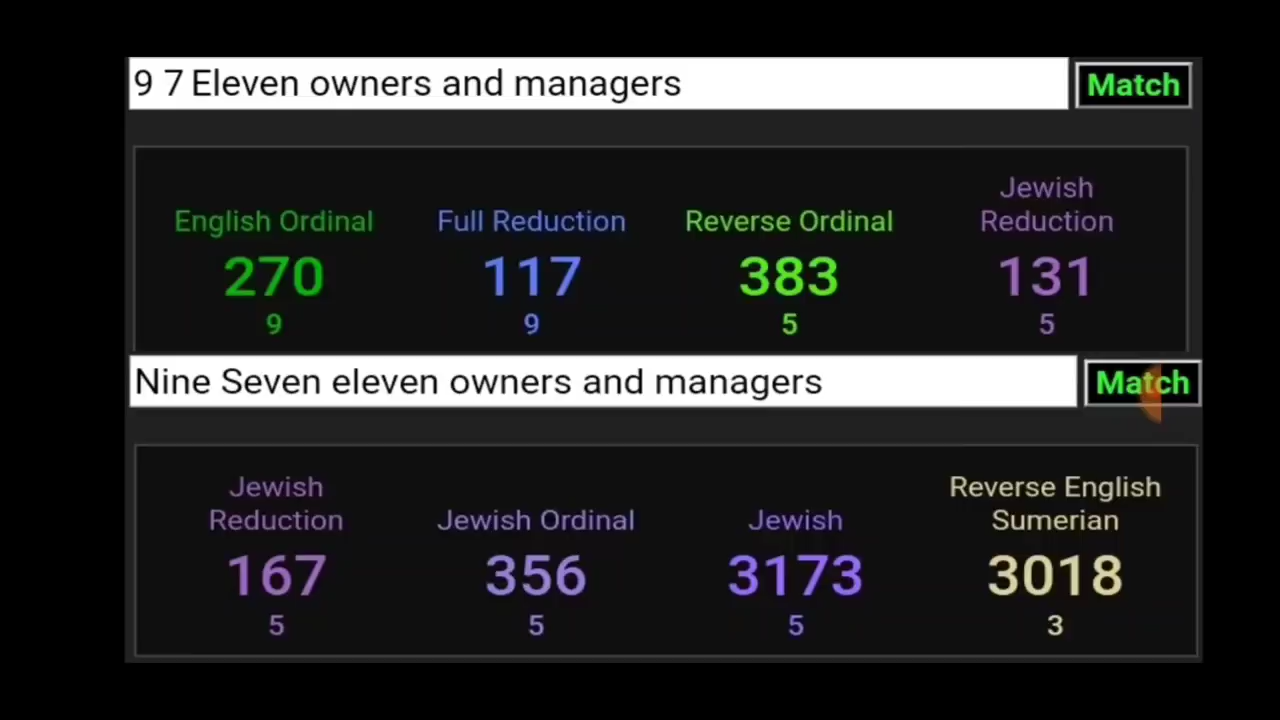 9 7 Eleven owners and managers Match
Jewish
English Ordinal Full Reduction Reverse Ordinal Reduction
270 117 383 131
9 9 5 5
Nine Seven eleven owners and managers Match
Jewish Reverse English
Reduction Jewish Ordinal Jewish Sumerian
167 356 3173 3018
5 5 5 3